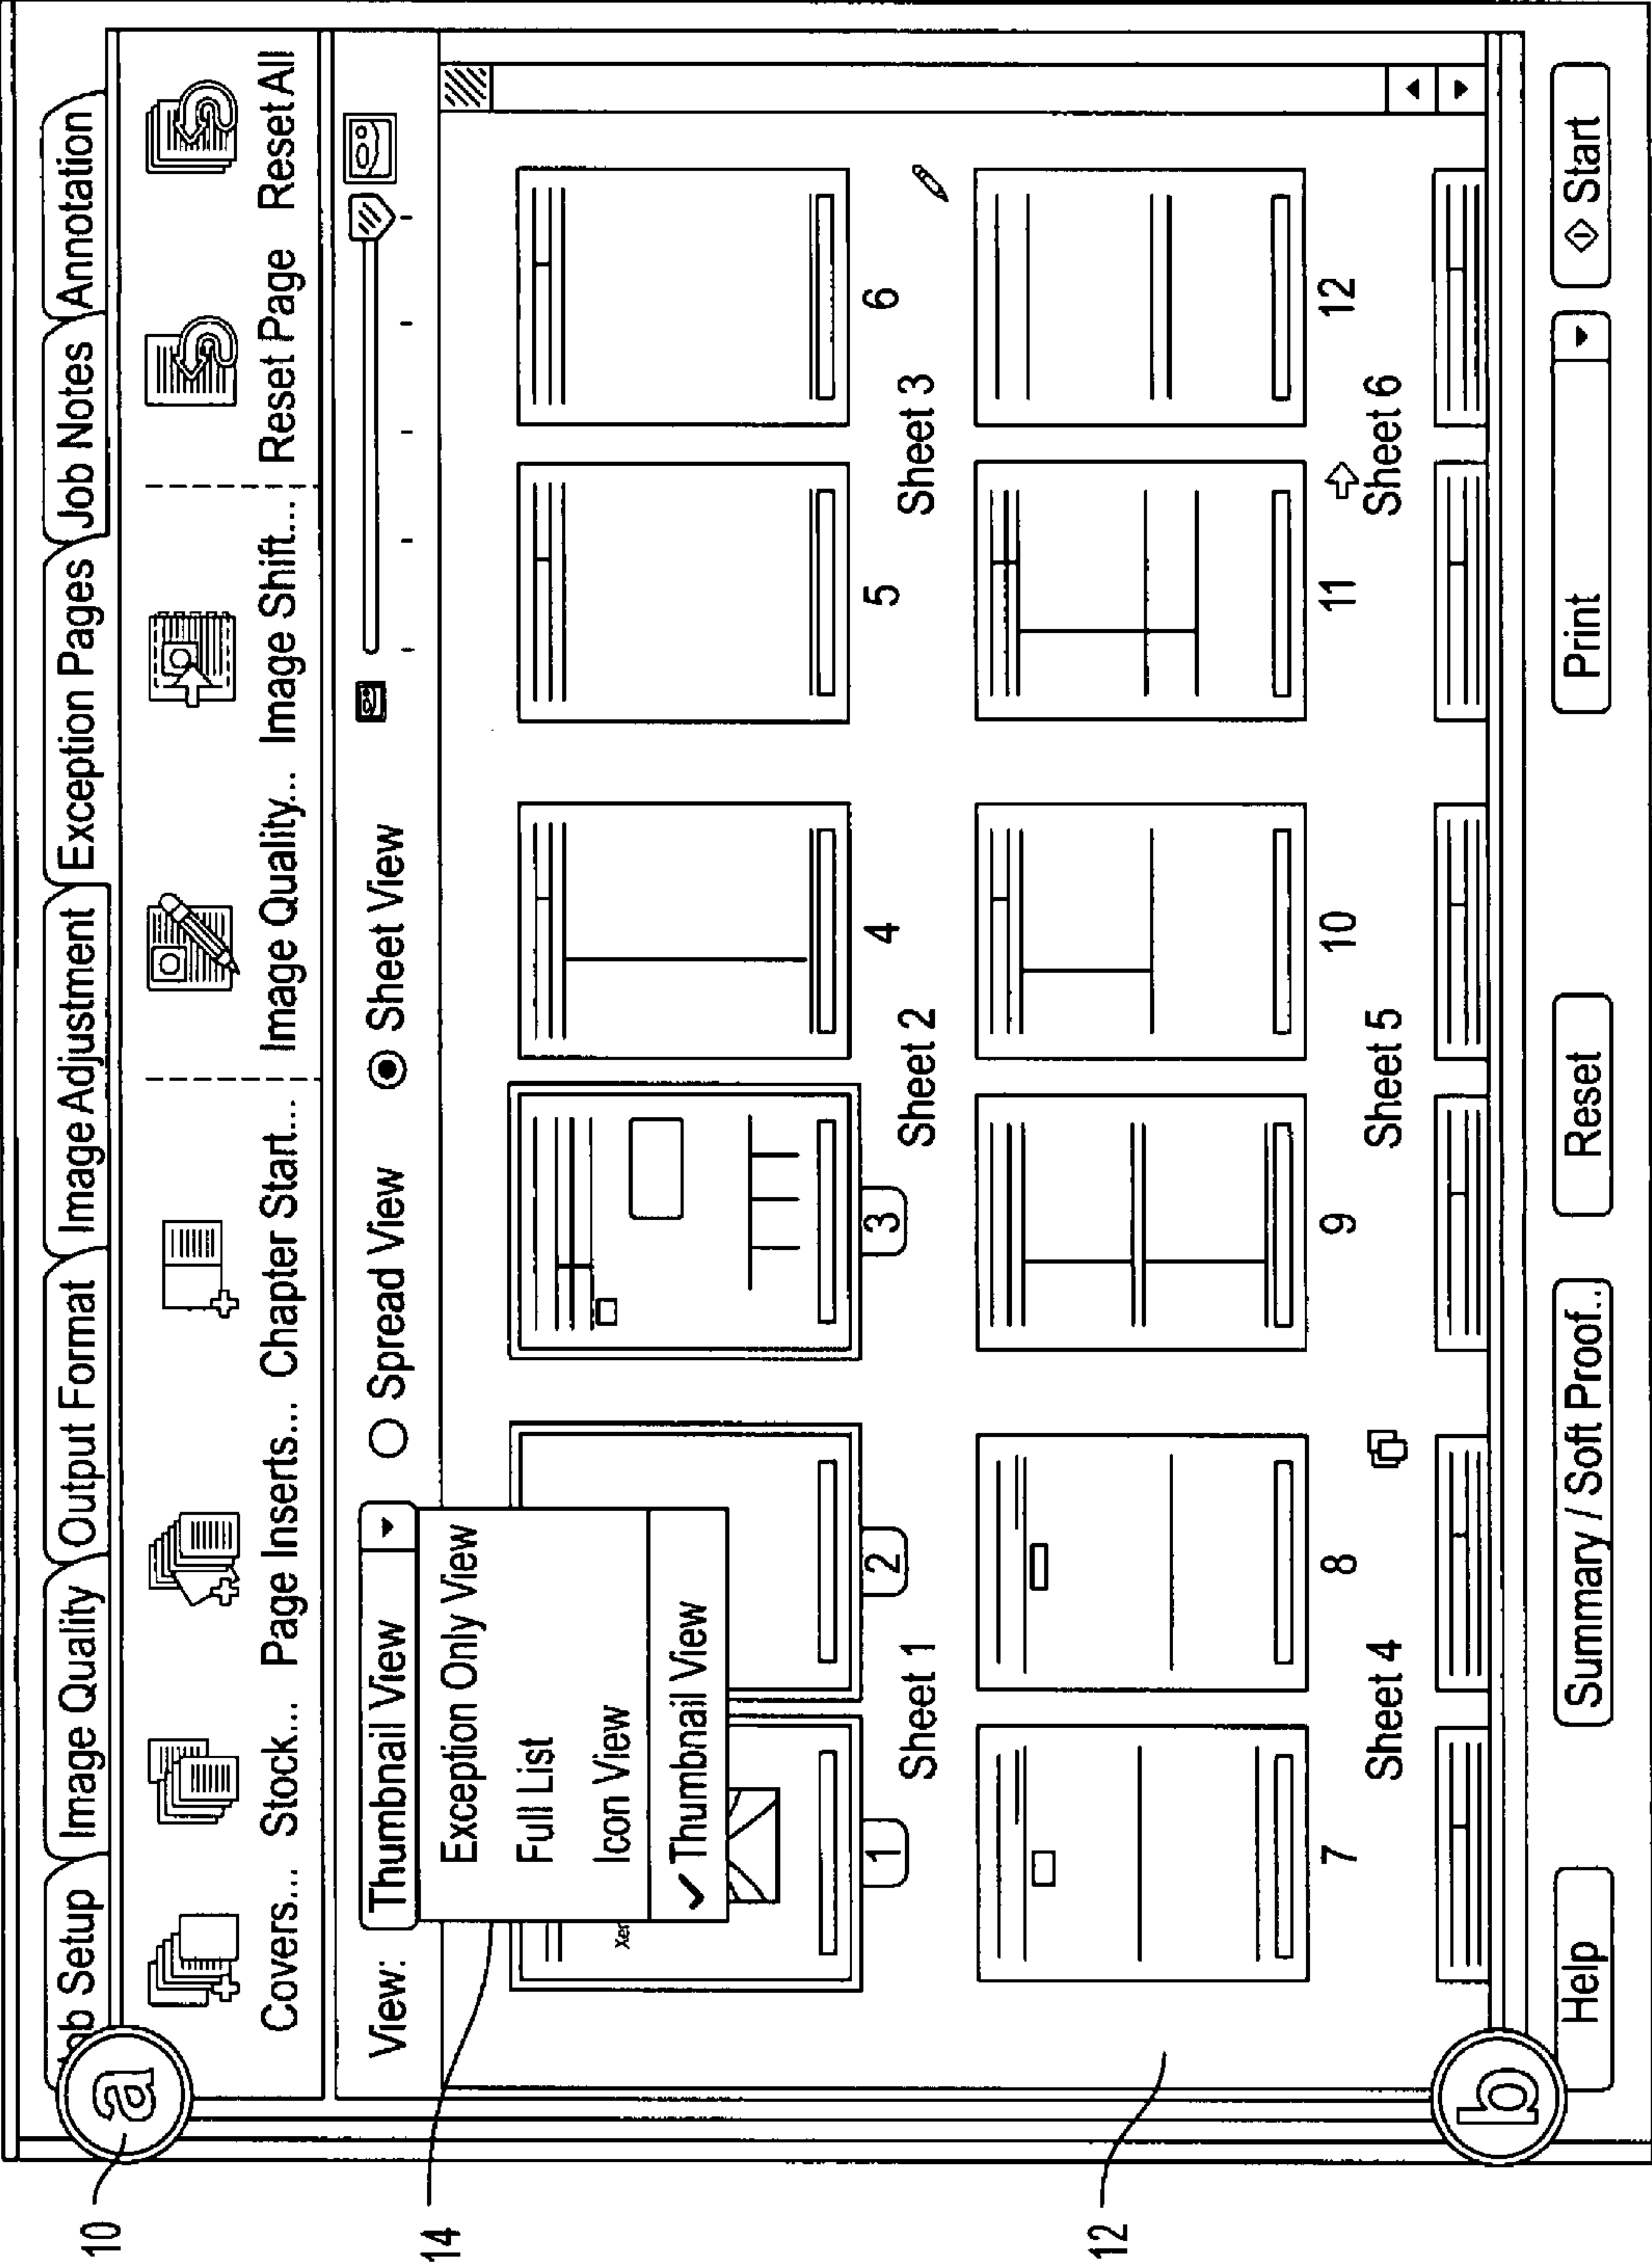 Job Setup Image Quality Output Format Image Adjustment Exception Pages Job Notes Annotation
10
a
Covers... Stock... Page Inserts... Chapter Start... Image Quality... Image Shift... Reset Page Reset All
View: Thumbnail View Spread View Sheet View
Exception Only View
Full List
Icon View
✓ Thumbnail View
14
Xer
1 2 3 4 5 6
Sheet 1 Sheet 2 Sheet 3
12
7 8 9 10 11 12
Sheet 4 Sheet 5 Sheet 6
b
Help Summary / Soft Proof.. Reset Print Start